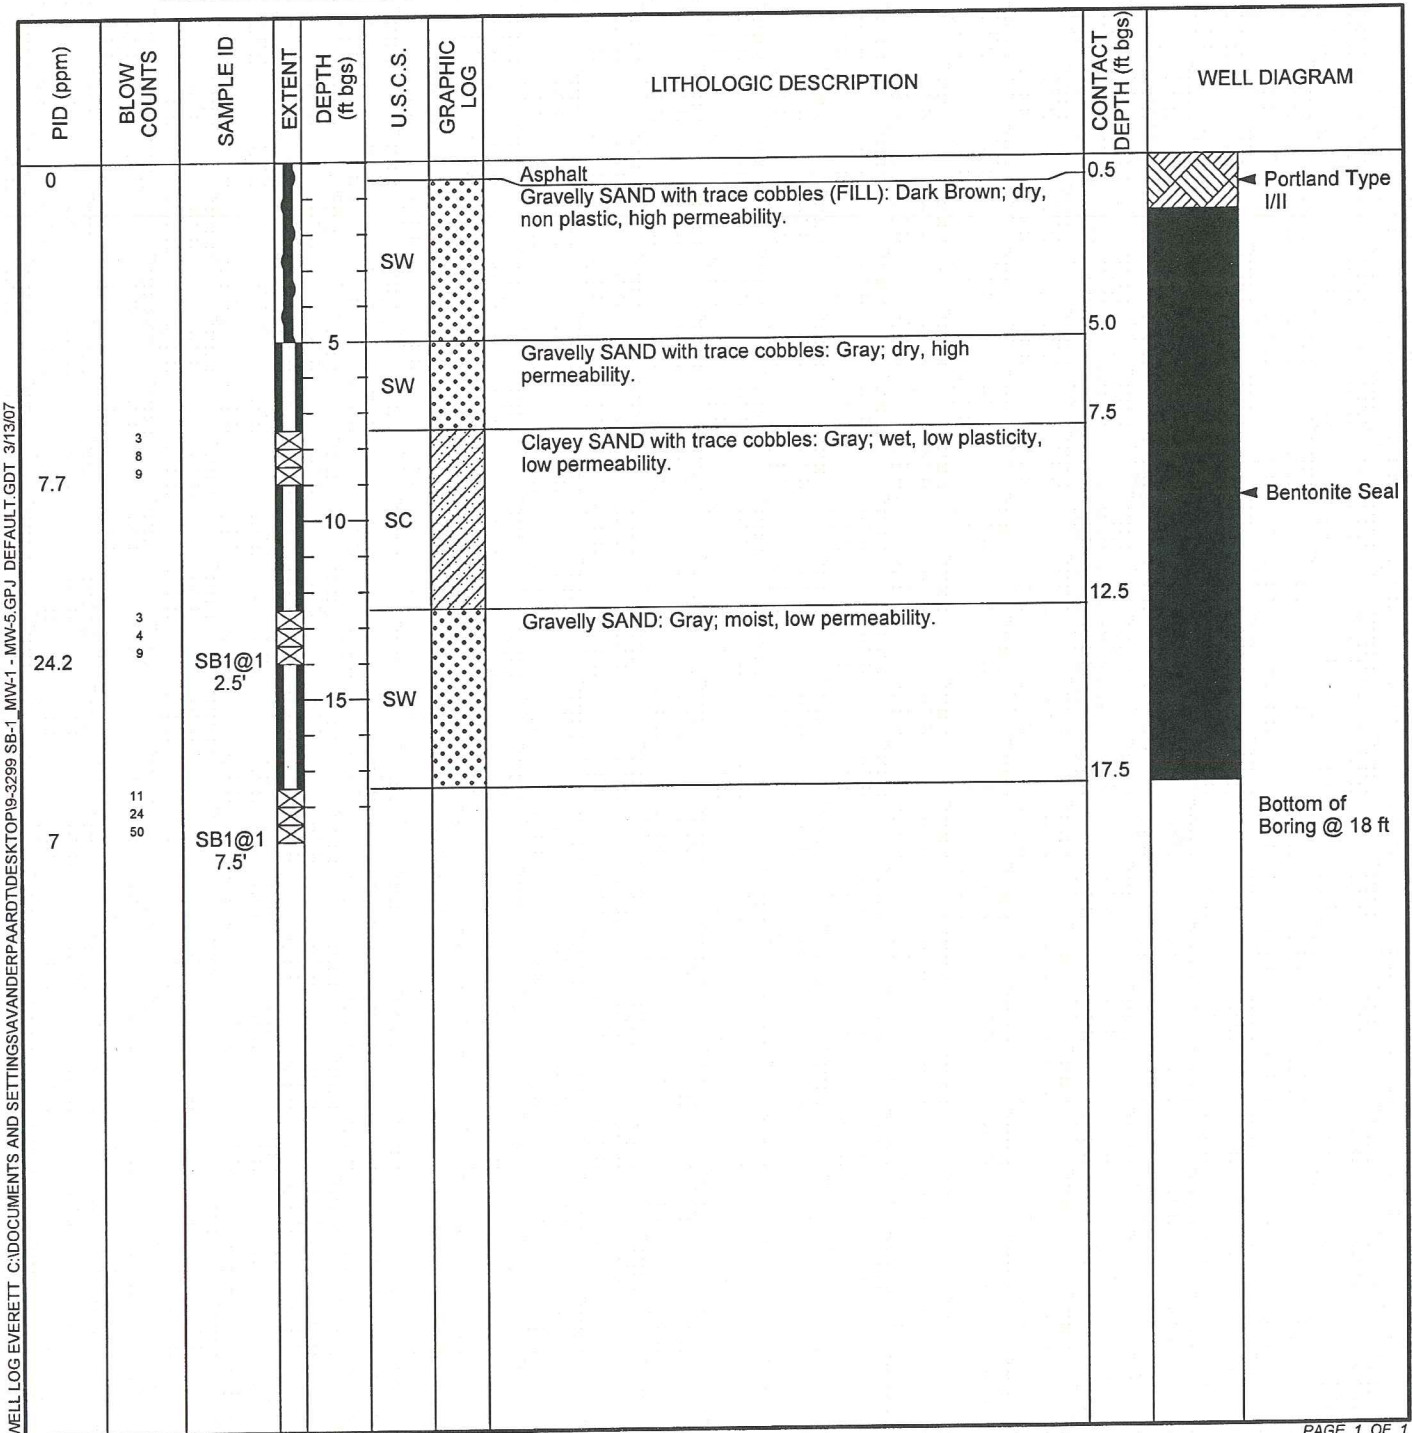 PID (ppm)
BLOW
COUNTS
SAMPLE ID
EXTENT
DEPTH
(ft bgs)
U.S.C.S.
GRAPHIC
LOG
LITHOLOGIC DESCRIPTION
CONTACT
DEPTH (ft bgs)
WELL DIAGRAM
0
Asphalt
0.5
Gravelly SAND with trace cobbles (FILL): Dark Brown; dry,
non plastic, high permeability.
Portland Type
I/II
SW
5.0
5
Gravelly SAND with trace cobbles: Gray; dry, high
permeability.
SW
7.5
3
8
9
Clayey SAND with trace cobbles: Gray; wet, low plasticity,
low permeability.
7.7
Bentonite Seal
10
SC
12.5
3
4
9
Gravelly SAND: Gray; moist, low permeability.
24.2
SB1@1
2.5'
15
SW
17.5
11
24
50
7
SB1@1
7.5'
Bottom of
Boring @ 18 ft
WELL LOG EVERETT C:\DOCUMENTS AND SETTINGS\AVANDERPAARDT\DESKTOP\9-3299 SB-1_MW-1 - MW-5.GPJ DEFAULT.GDT 3/13/07
PAGE 1 OF 1